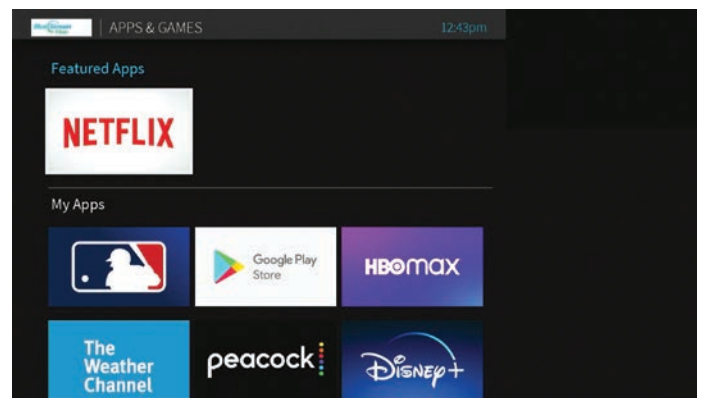 APPS & GAMES
12:43pm
Featured Apps
NETFLIX
My Apps
Google Play
Store
HBOMAX
The
Weather
Channel
peacock
Disney+